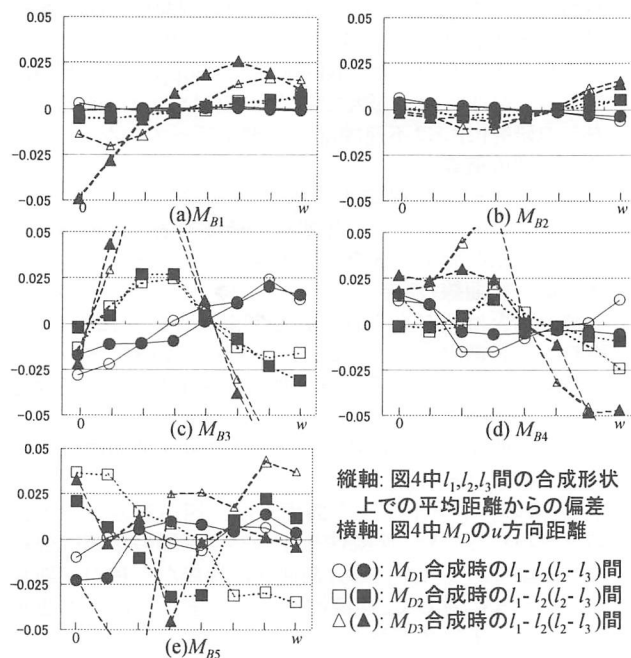 0.05
0.025
0
−0.025
−0.05
0 w
(a) M_B1
0.05
0.025
0
−0.025
−0.05
0 w
(b) M_B2
0.05
0.025
0
−0.025
−0.05
0 w
(c) M_B3
0.05
0.025
0
−0.025
−0.05
0 w
(d) M_B4
0.05
0.025
0
−0.025
−0.05
0 w
(e) M_B5
縦軸: 図4中l₁,l₂,l₃間の合成形状
上での平均距離からの偏差
横軸: 図4中M_Dのu方向距離
○(●): M_D1合成時のl₁- l₂(l₂- l₃)間
□(■): M_D2合成時のl₁- l₂(l₂- l₃)間
△(▲): M_D3合成時のl₁- l₂(l₂- l₃)間